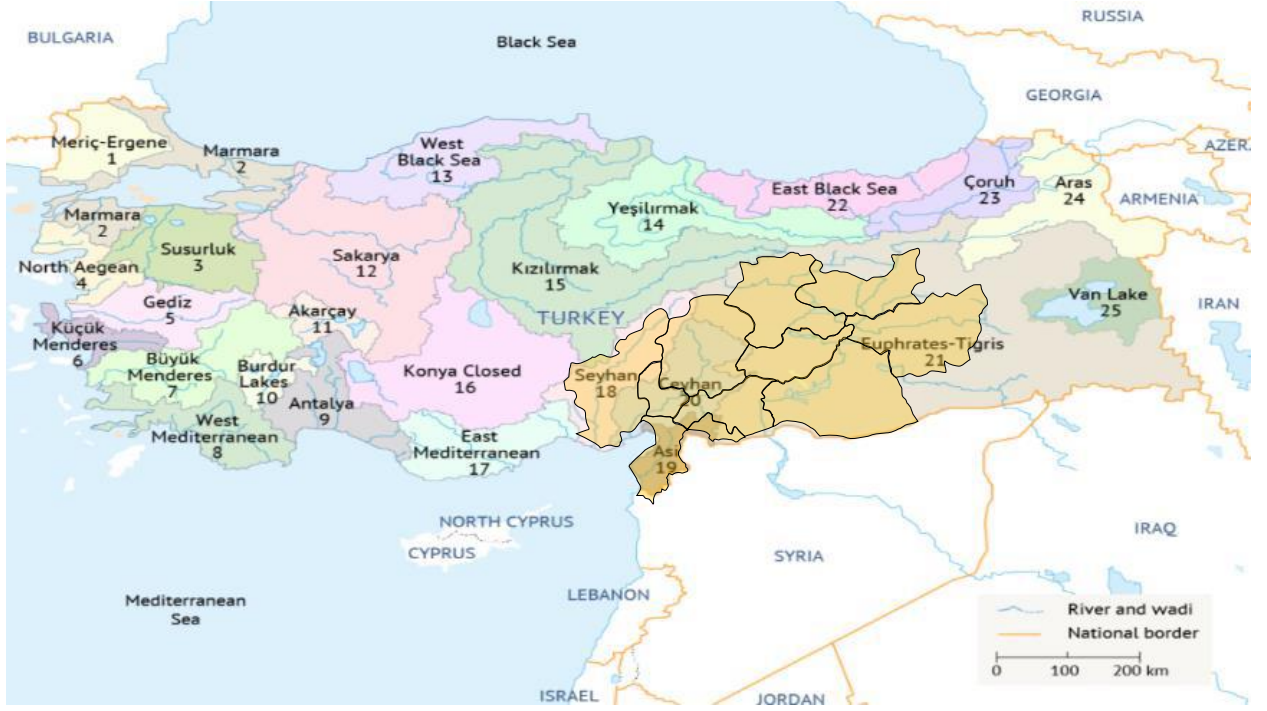 RUSSIA
BULGARIA
Black Sea
GEORGIA
Meriç-Ergene
1
Marmara
2
West
Black Sea
13
AZER
East Black Sea
22
Çoruh
23
Aras
24
ARMENIA
Marmara
2
Yeşilırmak
14
Susurluk
3
Sakarya
12
North Aegean
4
Kızılırmak
15
Gediz
5
Akarçay
11
TURKEY
Van Lake
25
IRAN
Küçük
Menderes
6
Büyük
Menderes
7
Burdur
Lakes
10
Konya Closed
16
Seyhan
18
Ceyhan
20
Euphrates-Tigris
21
Antalya
9
West
Mediterranean
8
East
Mediterranean
17
Asi
19
NORTH CYPRUS
CYPRUS
SYRIA
IRAQ
LEBANON
Mediterranean
Sea
River and wadi
National border
0 100 200 km
ISRAEL
JORDAN